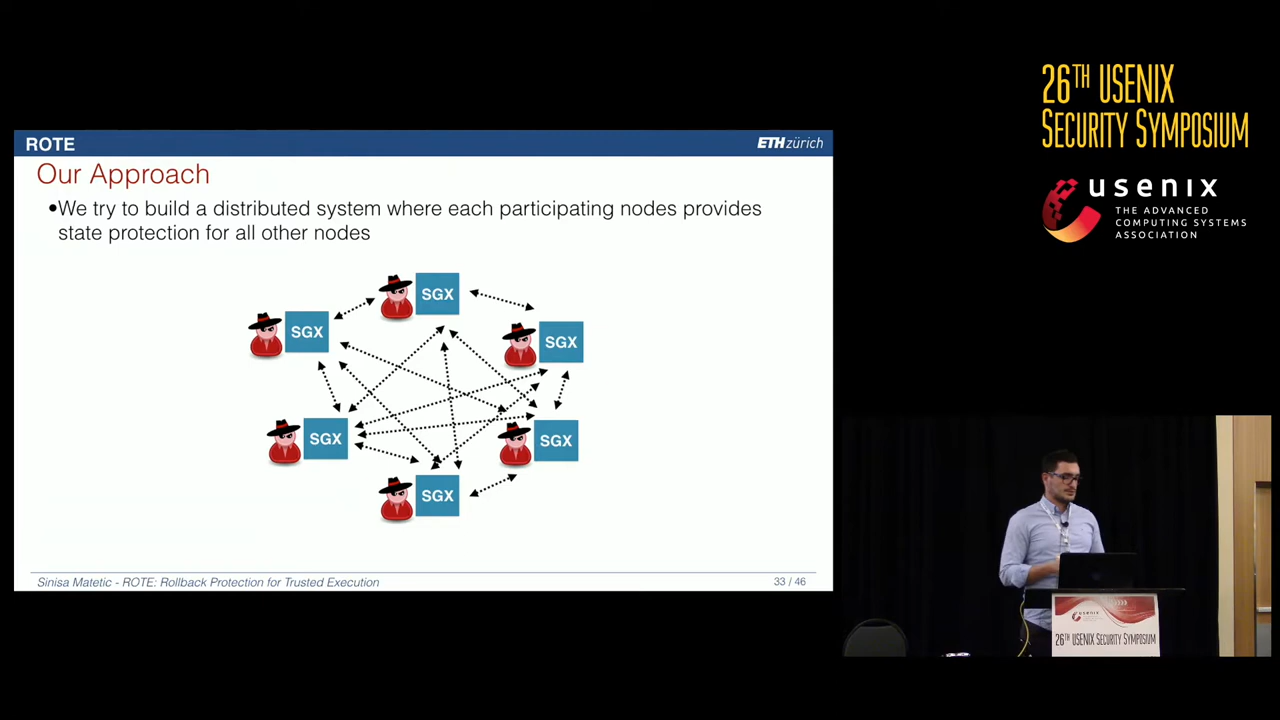 26TH USENIX
SECURITY SYMPOSIUM
usenix
THE ADVANCED
COMPUTING SYSTEMS
ASSOCIATION
ROTE
ETH zürich
Our Approach
•We try to build a distributed system where each participating nodes provides
state protection for all other nodes
SGX
SGX
SGX
SGX
SGX
SGX
Sinisa Matetic - ROTE: Rollback Protection for Trusted Execution
33 / 46
usenix
26TH USENIX SECURITY SYMPOSIUM